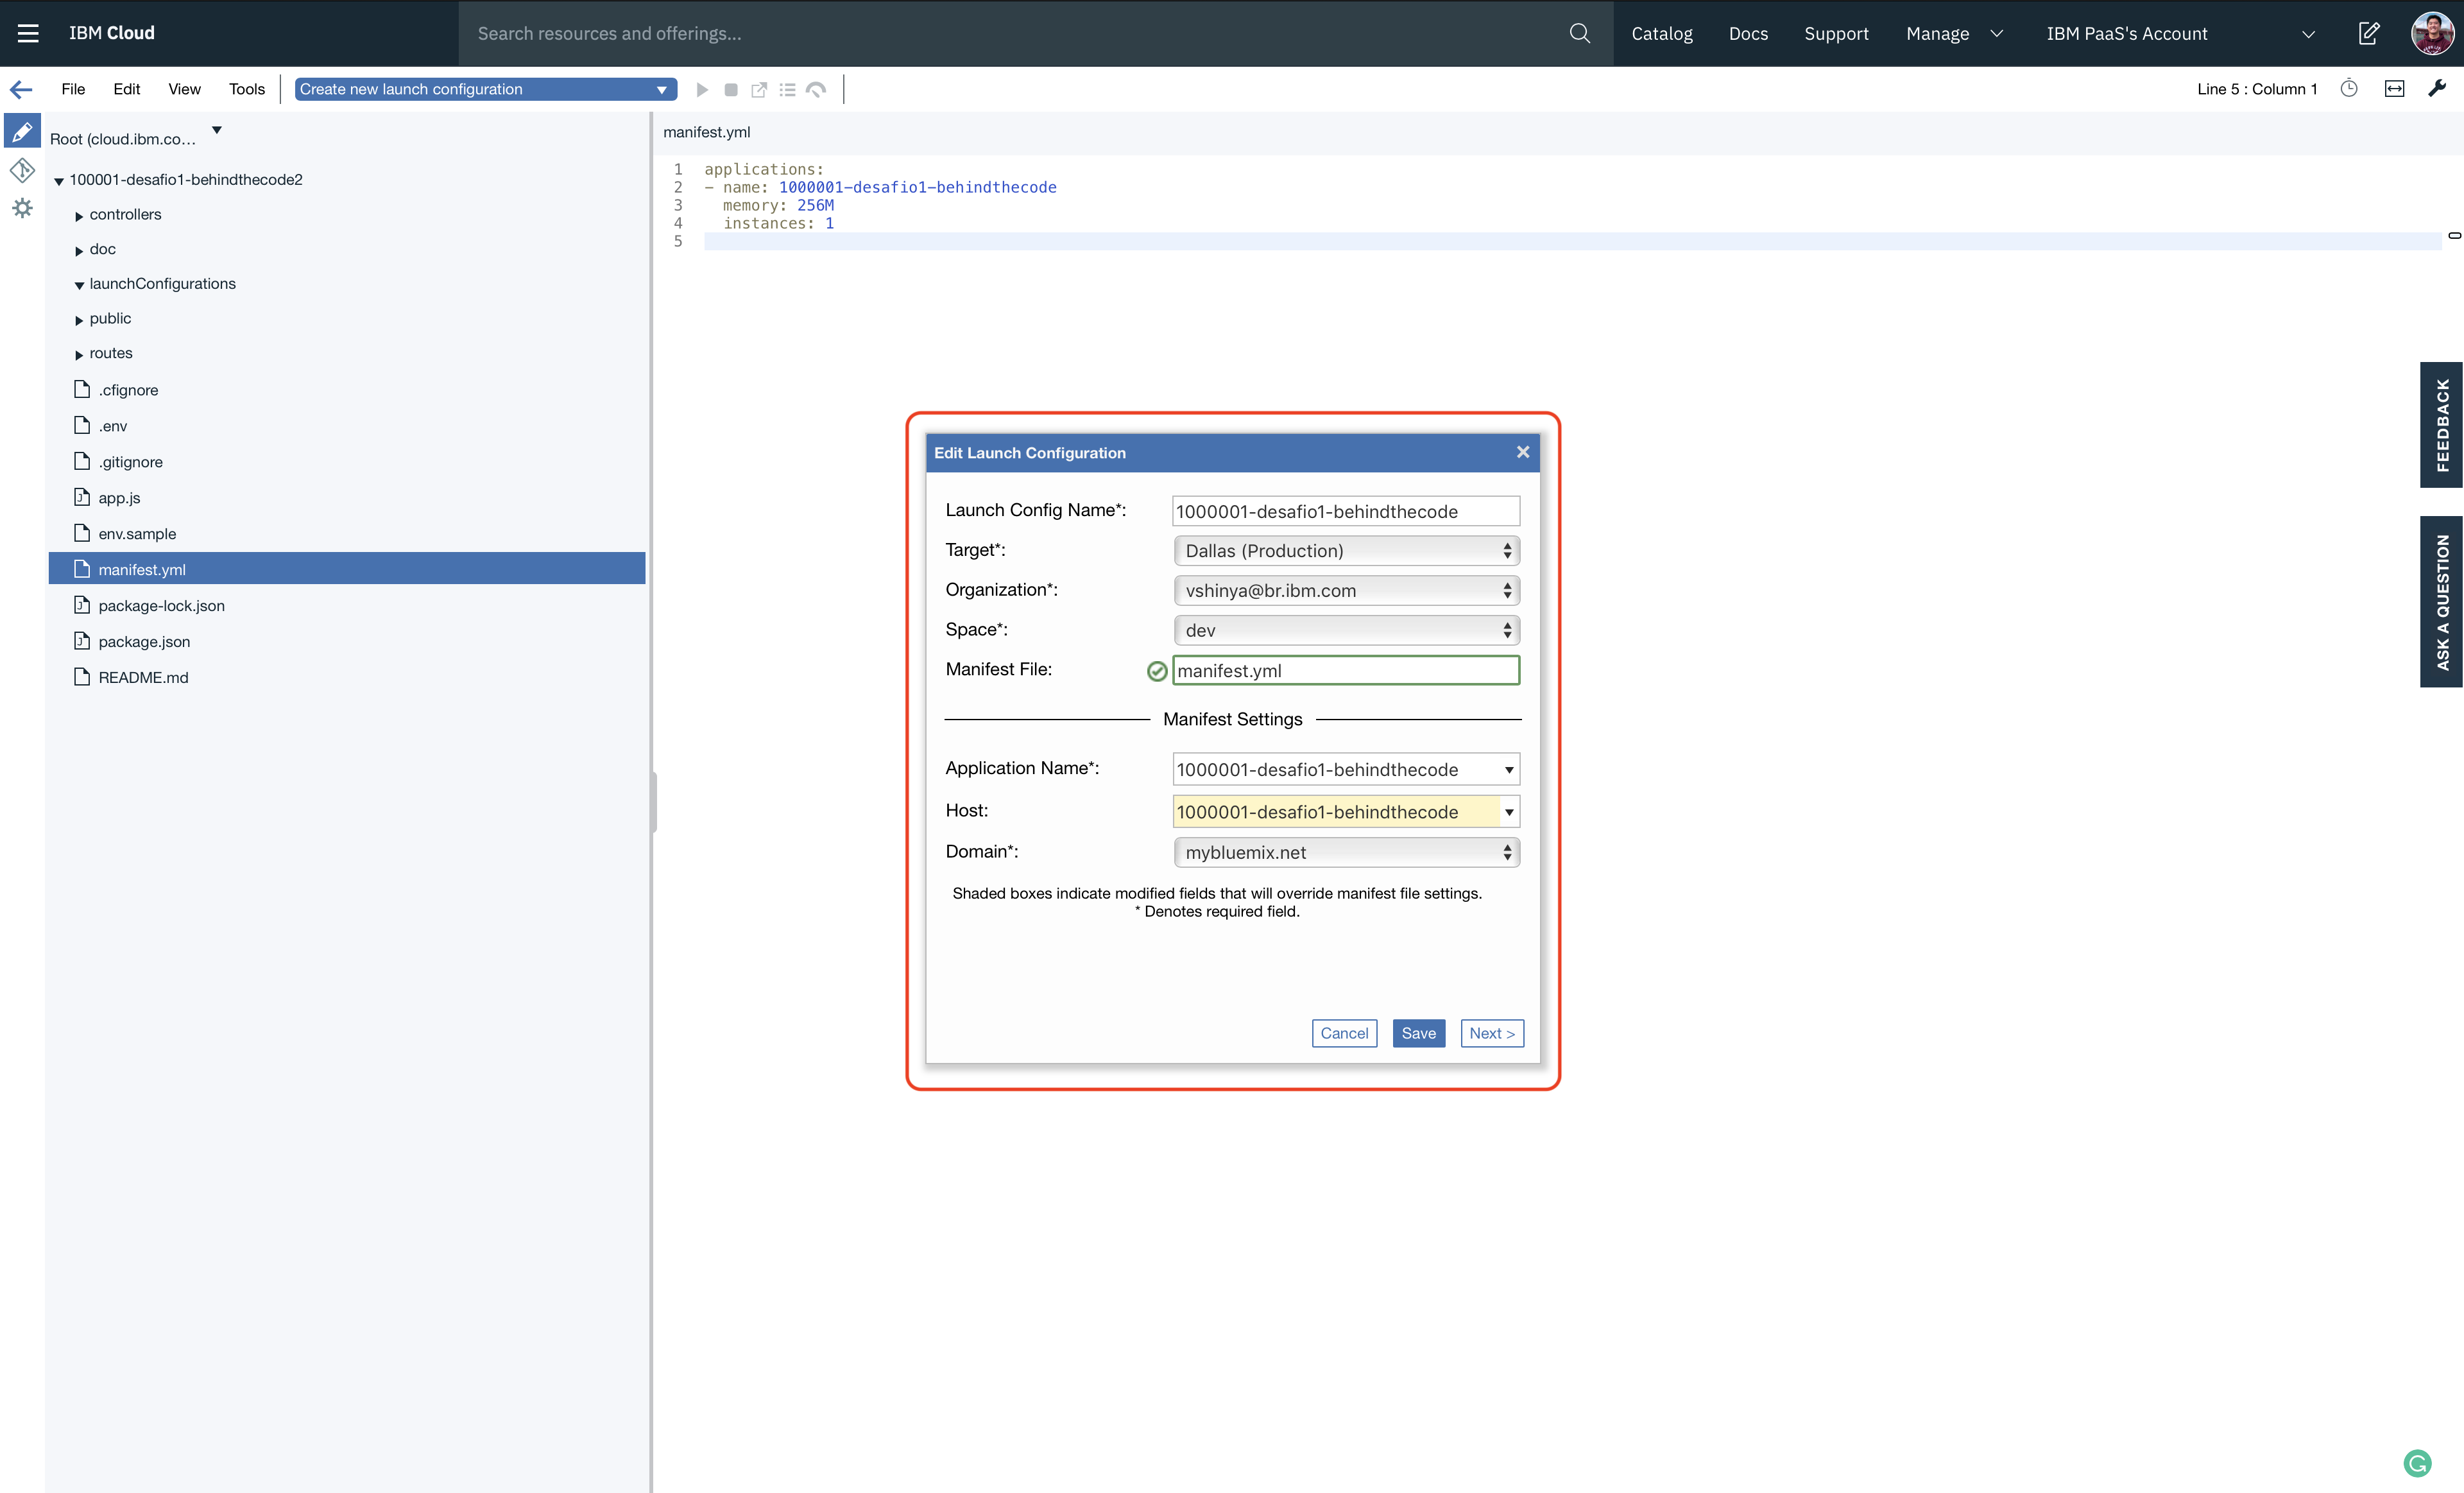 IBM Cloud
Search resources and offerings...
Catalog
Docs
Support
Manage
IBM PaaS's Account
File
Edit
View
Tools
Create new launch configuration
Line 5 : Column 1
Root (cloud.ibm.co...
100001-desafio1-behindthecode2
controllers
doc
launchConfigurations
public
routes
.cfignore
.env
.gitignore
app.js
env.sample
manifest.yml
package-lock.json
package.json
README.md
manifest.yml
1 applications:
2 - name: 1000001-desafio1-behindthecode
3 memory: 256M
4 instances: 1
5
Edit Launch Configuration
Launch Config Name*: 1000001-desafio1-behindthecode
Target*: Dallas (Production)
Organization*: vshinya@br.ibm.com
Space*: dev
Manifest File: manifest.yml
Manifest Settings
Application Name*: 1000001-desafio1-behindthecode
Host: 1000001-desafio1-behindthecode
Domain*: mybluemix.net
Shaded boxes indicate modified fields that will override manifest file settings.
* Denotes required field.
Cancel
Save
Next >
FEEDBACK
ASK A QUESTION